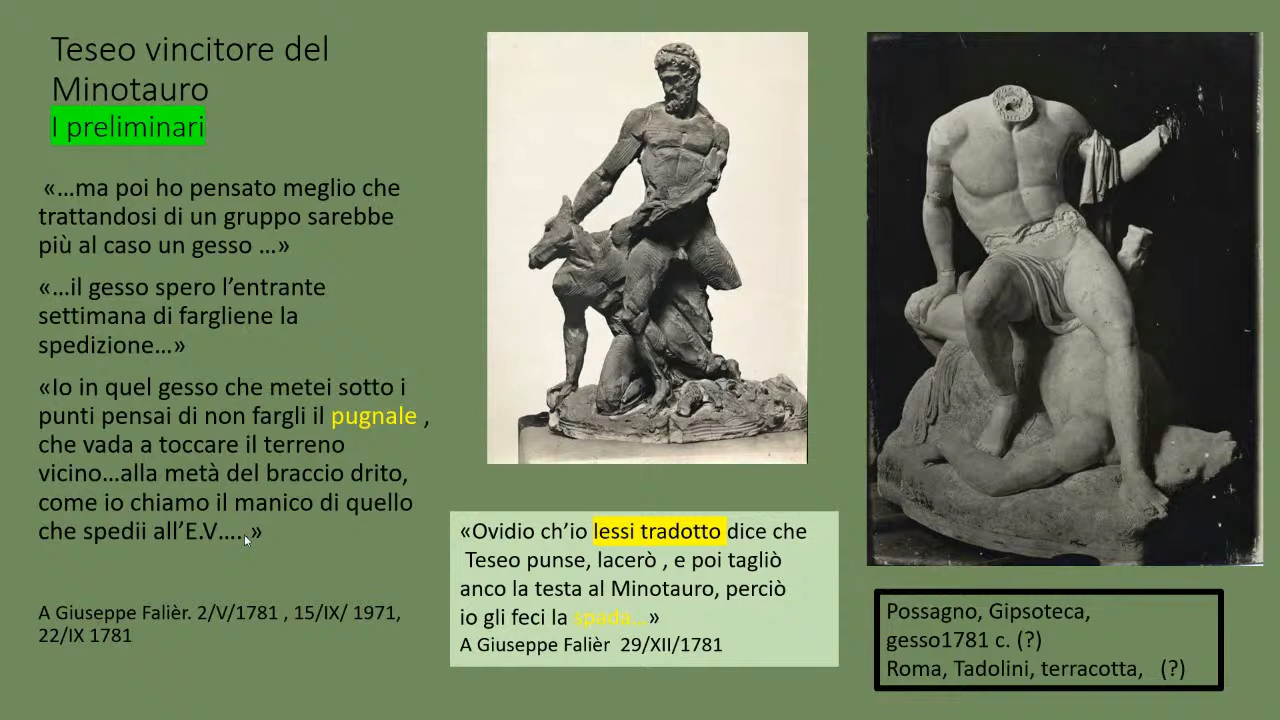 Teseo vincitore del
Minotauro
I preliminari
«…ma poi ho pensato meglio che
trattandosi di un gruppo sarebbe
più al caso un gesso …»
«…il gesso spero l’entrante
settimana di fargliene la
spedizione…»
«Io in quel gesso che metei sotto i
punti pensai di non fargli il pugnale ,
che vada a toccare il terreno
vicino…alla metà del braccio drito,
come io chiamo il manico di quello
che spedii all’E.V…..»
A Giuseppe Falièr. 2/V/1781 , 15/IX/ 1971,
22/IX 1781
«Ovidio ch’io lessi tradotto dice che
Teseo punse, lacerò , e poi tagliò
anco la testa al Minotauro, perciò
io gli feci la spada…»
A Giuseppe Falièr 29/XII/1781
Possagno, Gipsoteca,
gesso1781 c. (?)
Roma, Tadolini, terracotta, (?)